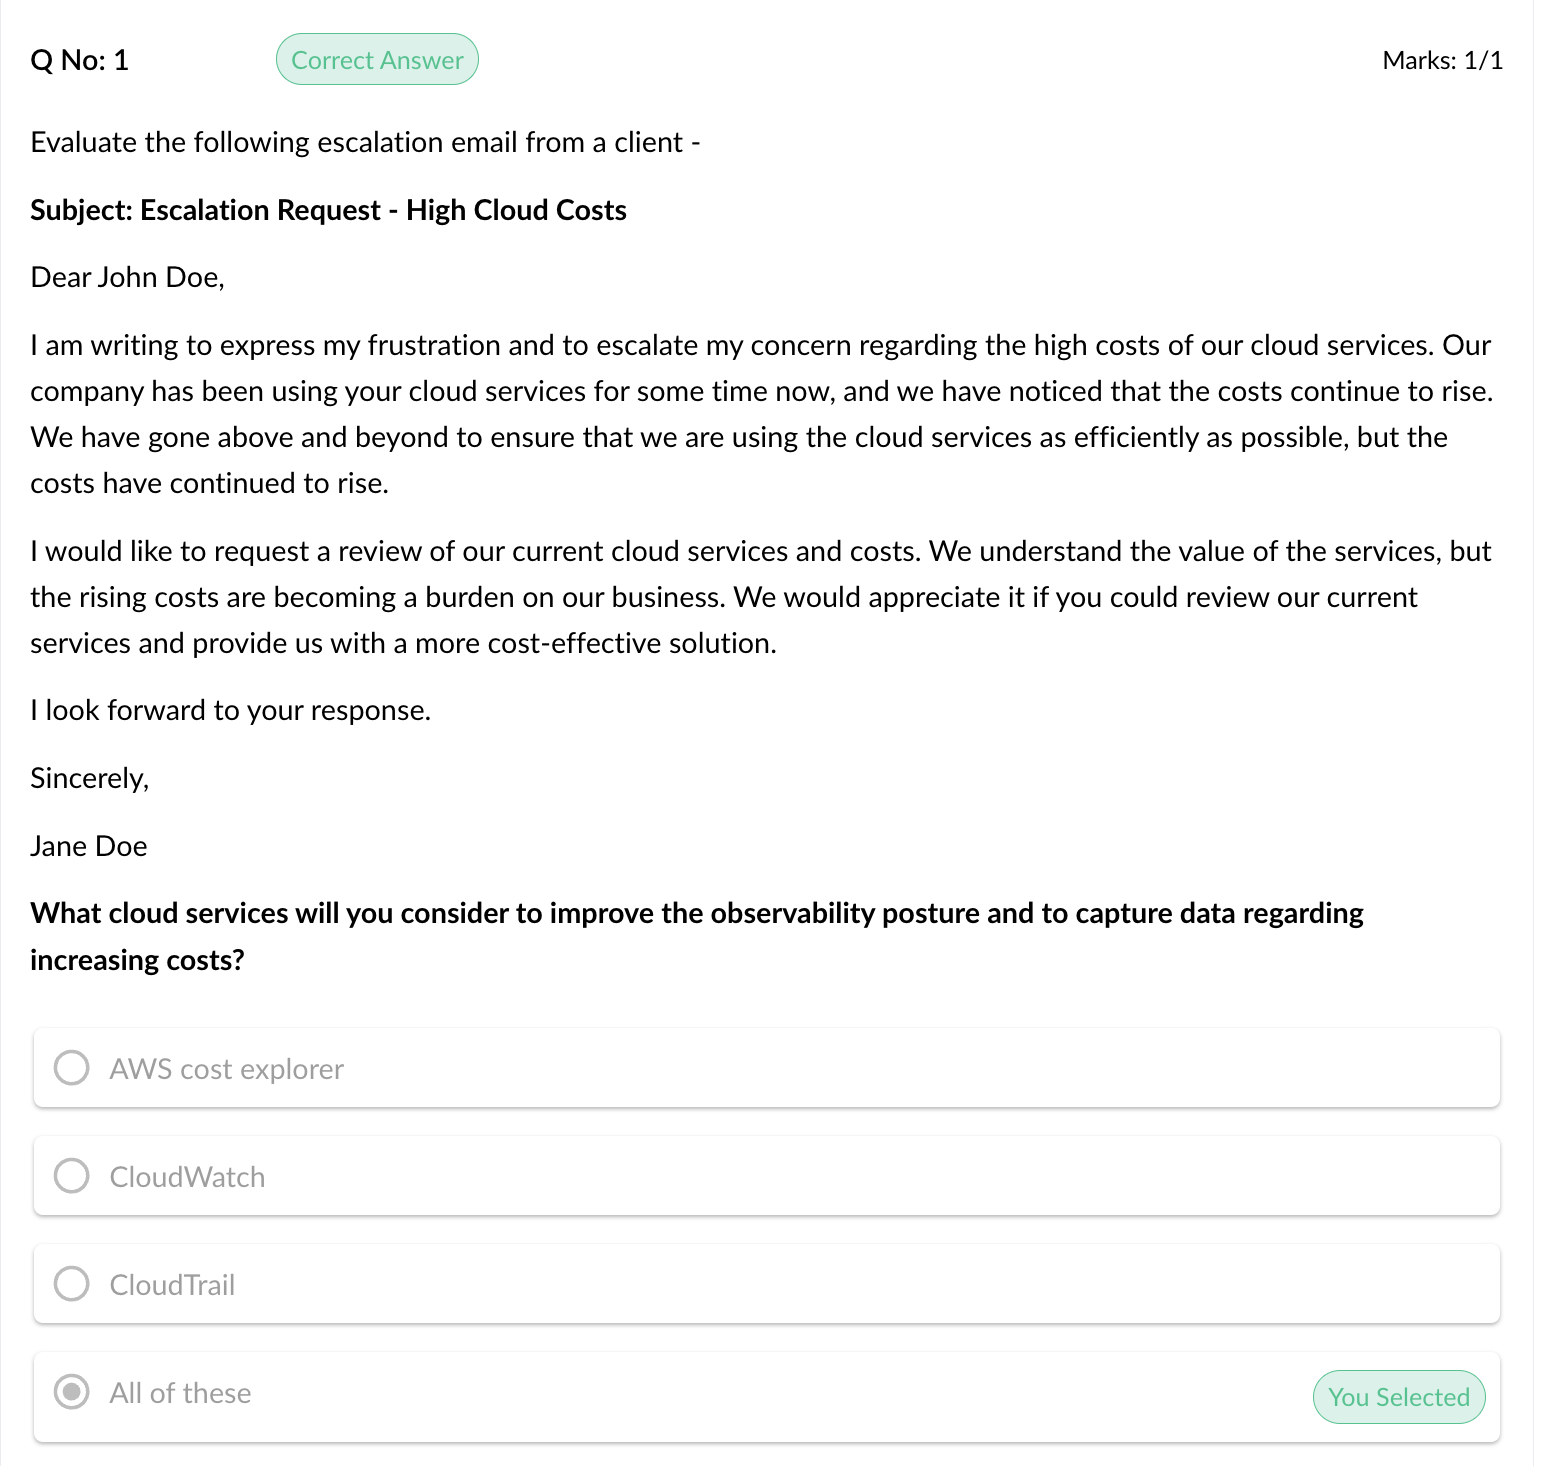 Q No: 1 Correct Answer Marks: 1/1
Evaluate the following escalation email from a client -
Subject: Escalation Request - High Cloud Costs
Dear John Doe,
I am writing to express my frustration and to escalate my concern regarding the high costs of our cloud services. Our
company has been using your cloud services for some time now, and we have noticed that the costs continue to rise.
We have gone above and beyond to ensure that we are using the cloud services as efficiently as possible, but the
costs have continued to rise.
I would like to request a review of our current cloud services and costs. We understand the value of the services, but
the rising costs are becoming a burden on our business. We would appreciate it if you could review our current
services and provide us with a more cost-effective solution.
I look forward to your response.
Sincerely,
Jane Doe
What cloud services will you consider to improve the observability posture and to capture data regarding
increasing costs?
AWS cost explorer
CloudWatch
CloudTrail
All of these You Selected